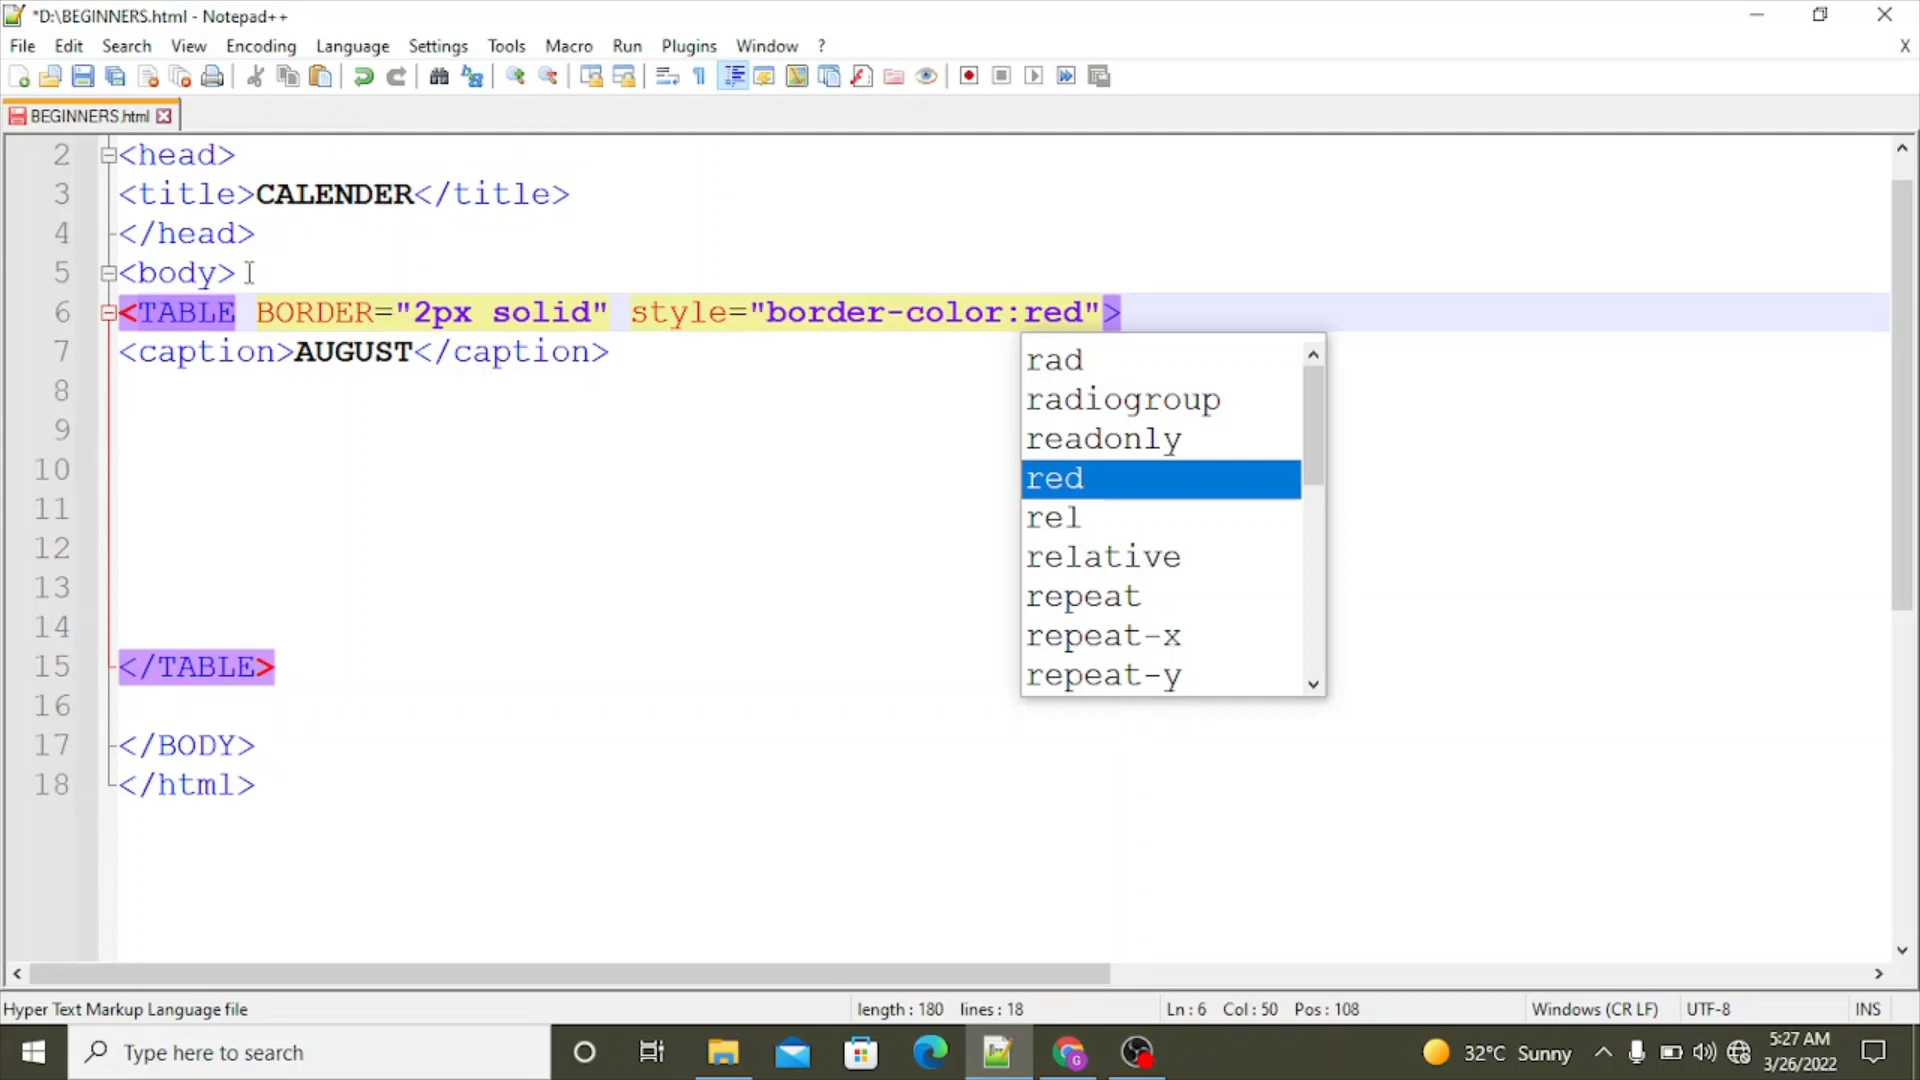 *D:\BEGINNERS.html - Notepad++
File Edit Search View Encoding Language Settings Tools Macro Run Plugins Window ? X
BEGINNERS.html
2 <head>
3 <title>CALENDER</title>
4 </head>
5 <body>
6 <TABLE BORDER="2px solid" style="border-color:red">
7 <caption>AUGUST</caption>
8
9
10
11
12
13
14
15 </TABLE>
16
17 </BODY>
18 </html>
rad
radiogroup
readonly
red
rel
relative
repeat
repeat-x
repeat-y
Hyper Text Markup Language file length : 180 lines : 18 Ln : 6 Col : 50 Pos : 108 Windows (CR LF) UTF-8 INS
Type here to search 32°C Sunny 5:27 AM
3/26/2022